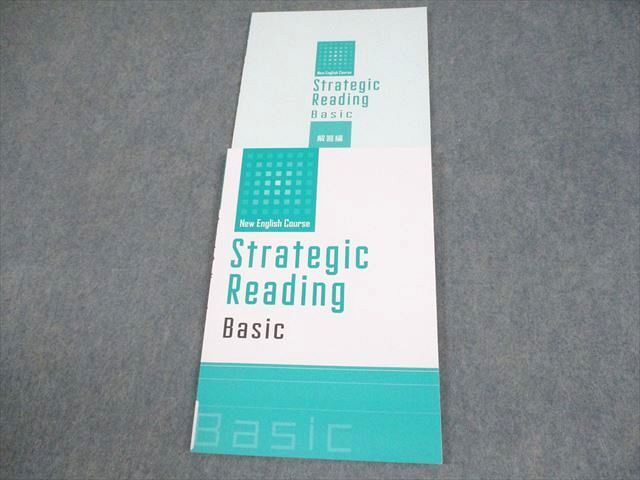 New English Course
Strategic
Reading
Basic
解答編
New English Course
Strategic
Reading
Basic
Basic